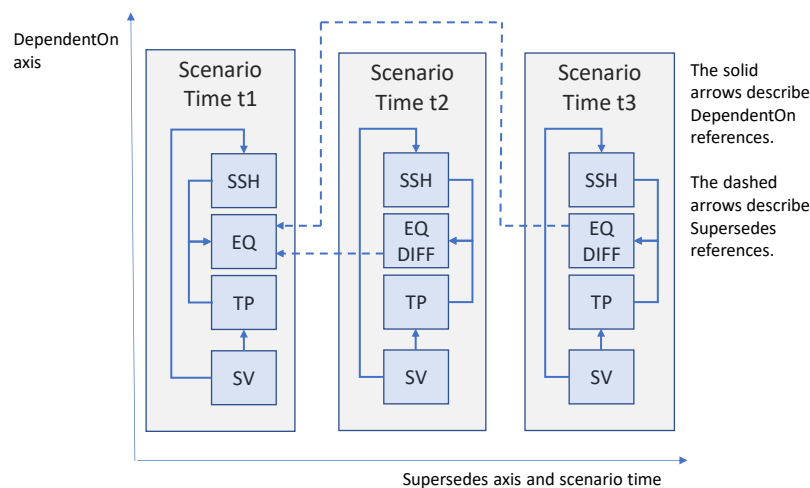 DependentOn
axis
Scenario
Time t1
SSH
EQ
TP
SV
Scenario
Time t2
SSH
EQ
DIFF
TP
SV
Scenario
Time t3
SSH
EQ
DIFF
TP
SV
The solid
arrows describe
DependentOn
references.
The dashed
arrows describe
Supersedes
references.
Supersedes axis and scenario time